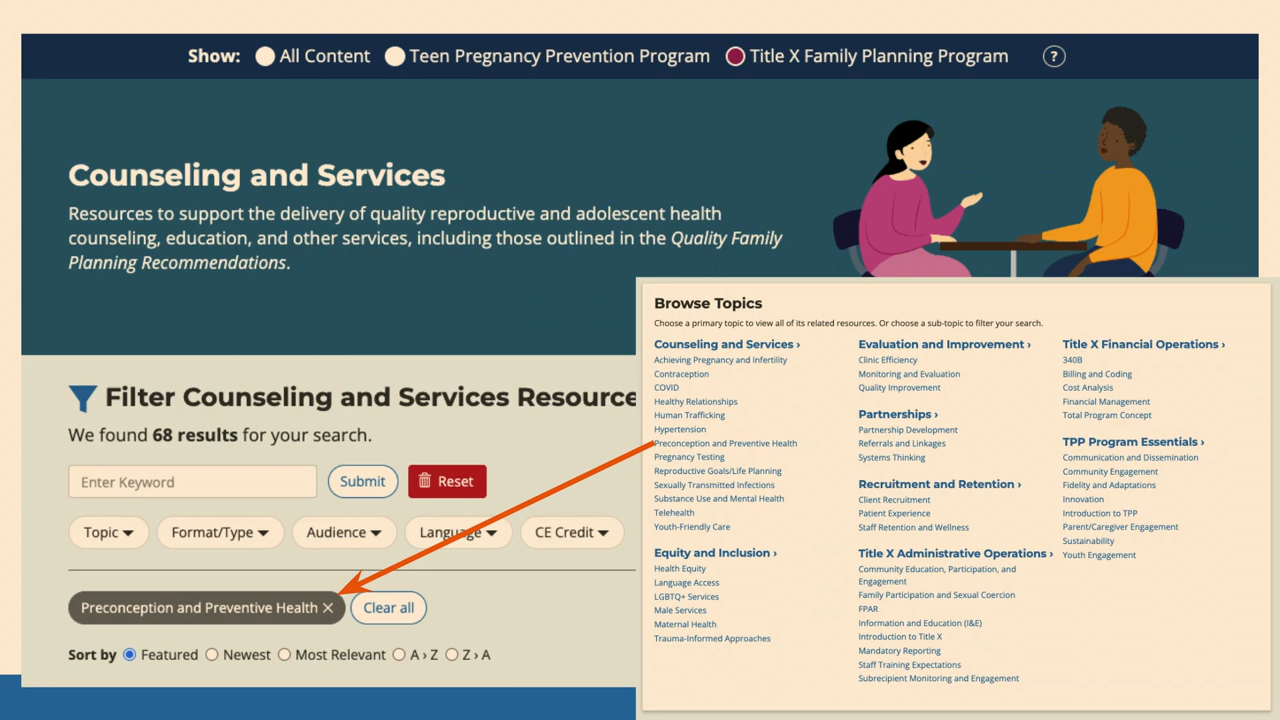 Show: All Content Teen Pregnancy Prevention Program Title X Family Planning Program ?
Counseling and Services
Resources to support the delivery of quality reproductive and adolescent health
counseling, education, and other services, including those outlined in the Quality Family
Planning Recommendations.
Filter Counseling and Services Resource
We found 68 results for your search.
Enter Keyword Submit Reset
Topic Format/Type Audience Language CE Credit
Preconception and Preventive Health × Clear all
Sort by Featured Newest Most Relevant A › Z Z › A
Browse Topics
Choose a primary topic to view all of its related resources. Or choose a sub-topic to filter your search.
Counseling and Services ›
Achieving Pregnancy and Infertility
Contraception
COVID
Healthy Relationships
Human Trafficking
Hypertension
Preconception and Preventive Health
Pregnancy Testing
Reproductive Goals/Life Planning
Sexually Transmitted Infections
Substance Use and Mental Health
Telehealth
Youth-Friendly Care
Equity and Inclusion ›
Health Equity
Language Access
LGBTQ+ Services
Male Services
Maternal Health
Trauma-Informed Approaches
Evaluation and Improvement ›
Clinic Efficiency
Monitoring and Evaluation
Quality Improvement
Partnerships ›
Partnership Development
Referrals and Linkages
Systems Thinking
Recruitment and Retention ›
Client Recruitment
Patient Experience
Staff Retention and Wellness
Title X Administrative Operations ›
Community Education, Participation, and
Engagement
Family Participation and Sexual Coercion
FPAR
Information and Education (I&E)
Introduction to Title X
Mandatory Reporting
Staff Training Expectations
Subrecipient Monitoring and Engagement
Title X Financial Operations ›
340B
Billing and Coding
Cost Analysis
Financial Management
Total Program Concept
TPP Program Essentials ›
Communication and Dissemination
Community Engagement
Fidelity and Adaptations
Innovation
Introduction to TPP
Parent/Caregiver Engagement
Sustainability
Youth Engagement